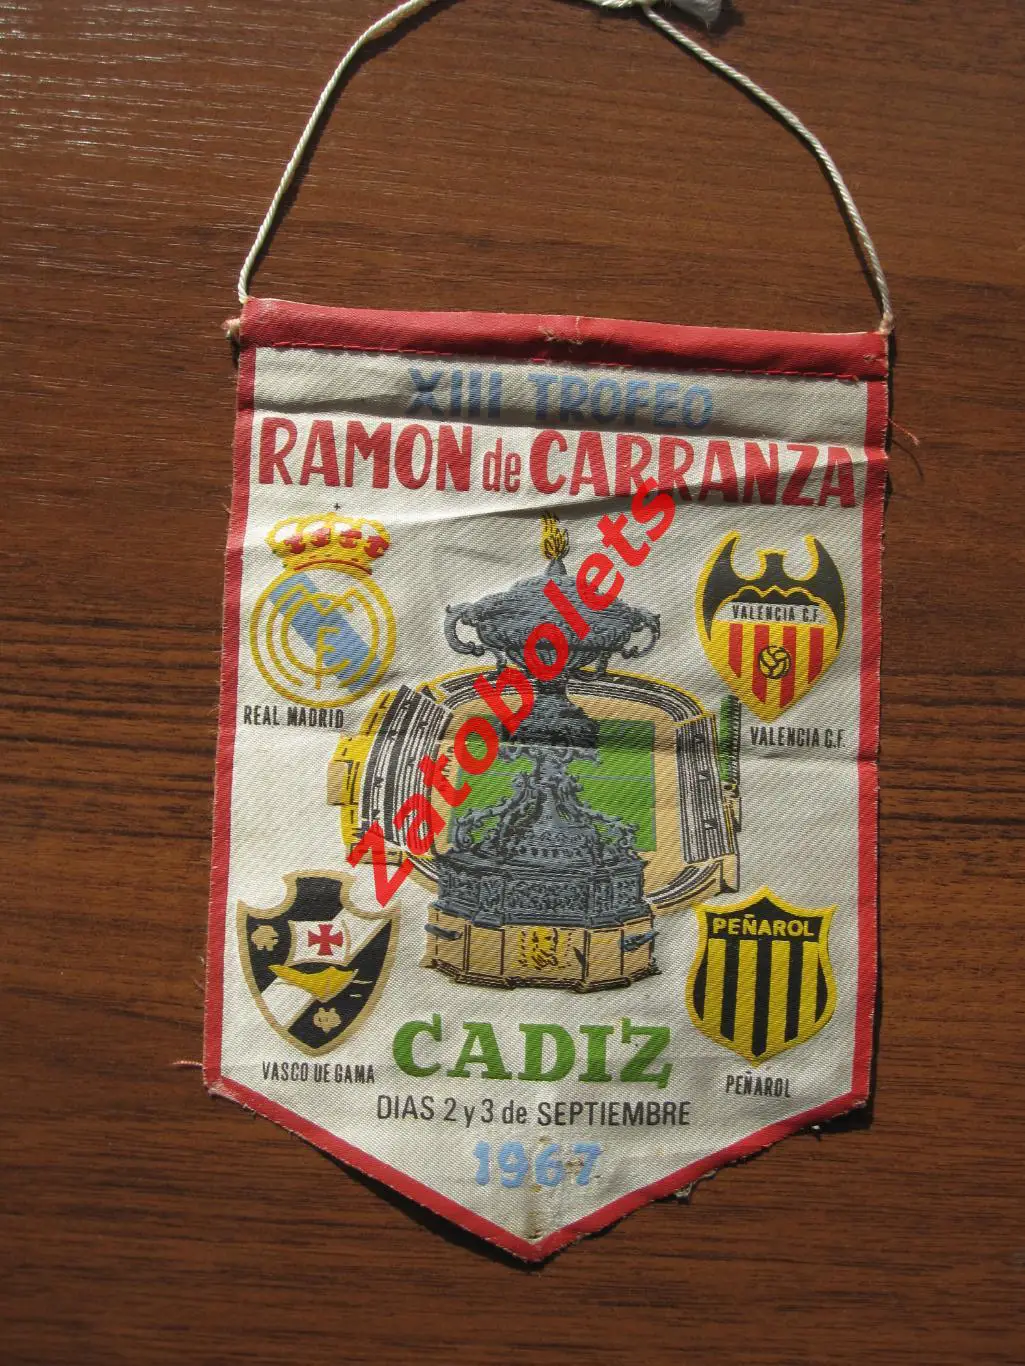 XIII TROFEO
RAMON de CARRANZA
VALENCIA C.F.
REAL MADRID
VALENCIA C.F.
zatobolets
PEÑAROL
VASCO DE GAMA
PEÑAROL
CADIZ
DIAS 2 y 3 de SEPTIEMBRE
1967